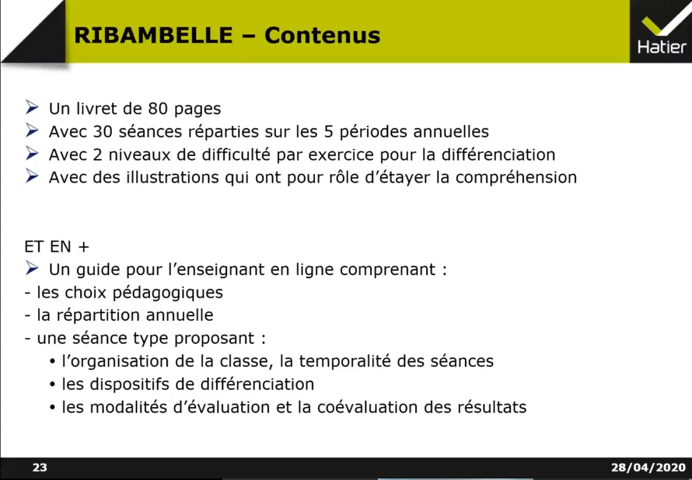 RIBAMBELLE – Contenus
Hatier
Un livret de 80 pages
Avec 30 séances réparties sur les 5 périodes annuelles
Avec 2 niveaux de difficulté par exercice pour la différenciation
Avec des illustrations qui ont pour rôle d’étayer la compréhension
ET EN +
Un guide pour l’enseignant en ligne comprenant :
- les choix pédagogiques
- la répartition annuelle
- une séance type proposant :
• l’organisation de la classe, la temporalité des séances
• les dispositifs de différenciation
• les modalités d’évaluation et la coévaluation des résultats
23
28/04/2020